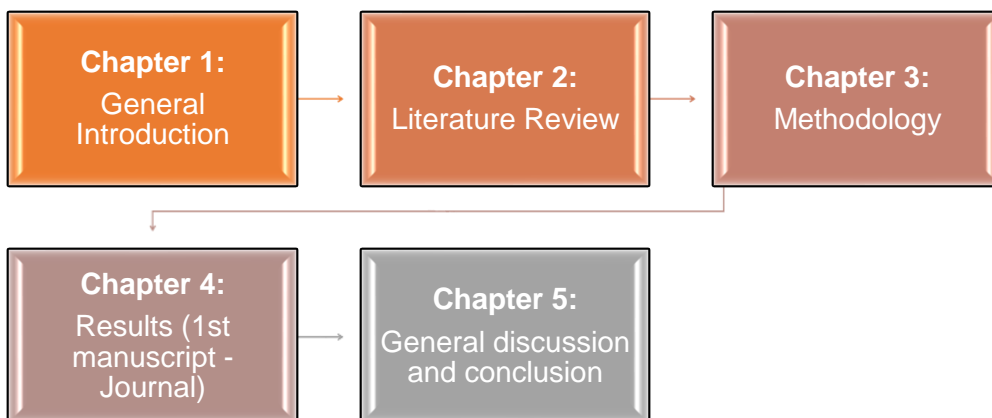 Chapter 1:
General
Introduction
Chapter 2:
Literature Review
Chapter 3:
Methodology
Chapter 4:
Results (1st
manuscript -
Journal)
Chapter 5:
General discussion
and conclusion